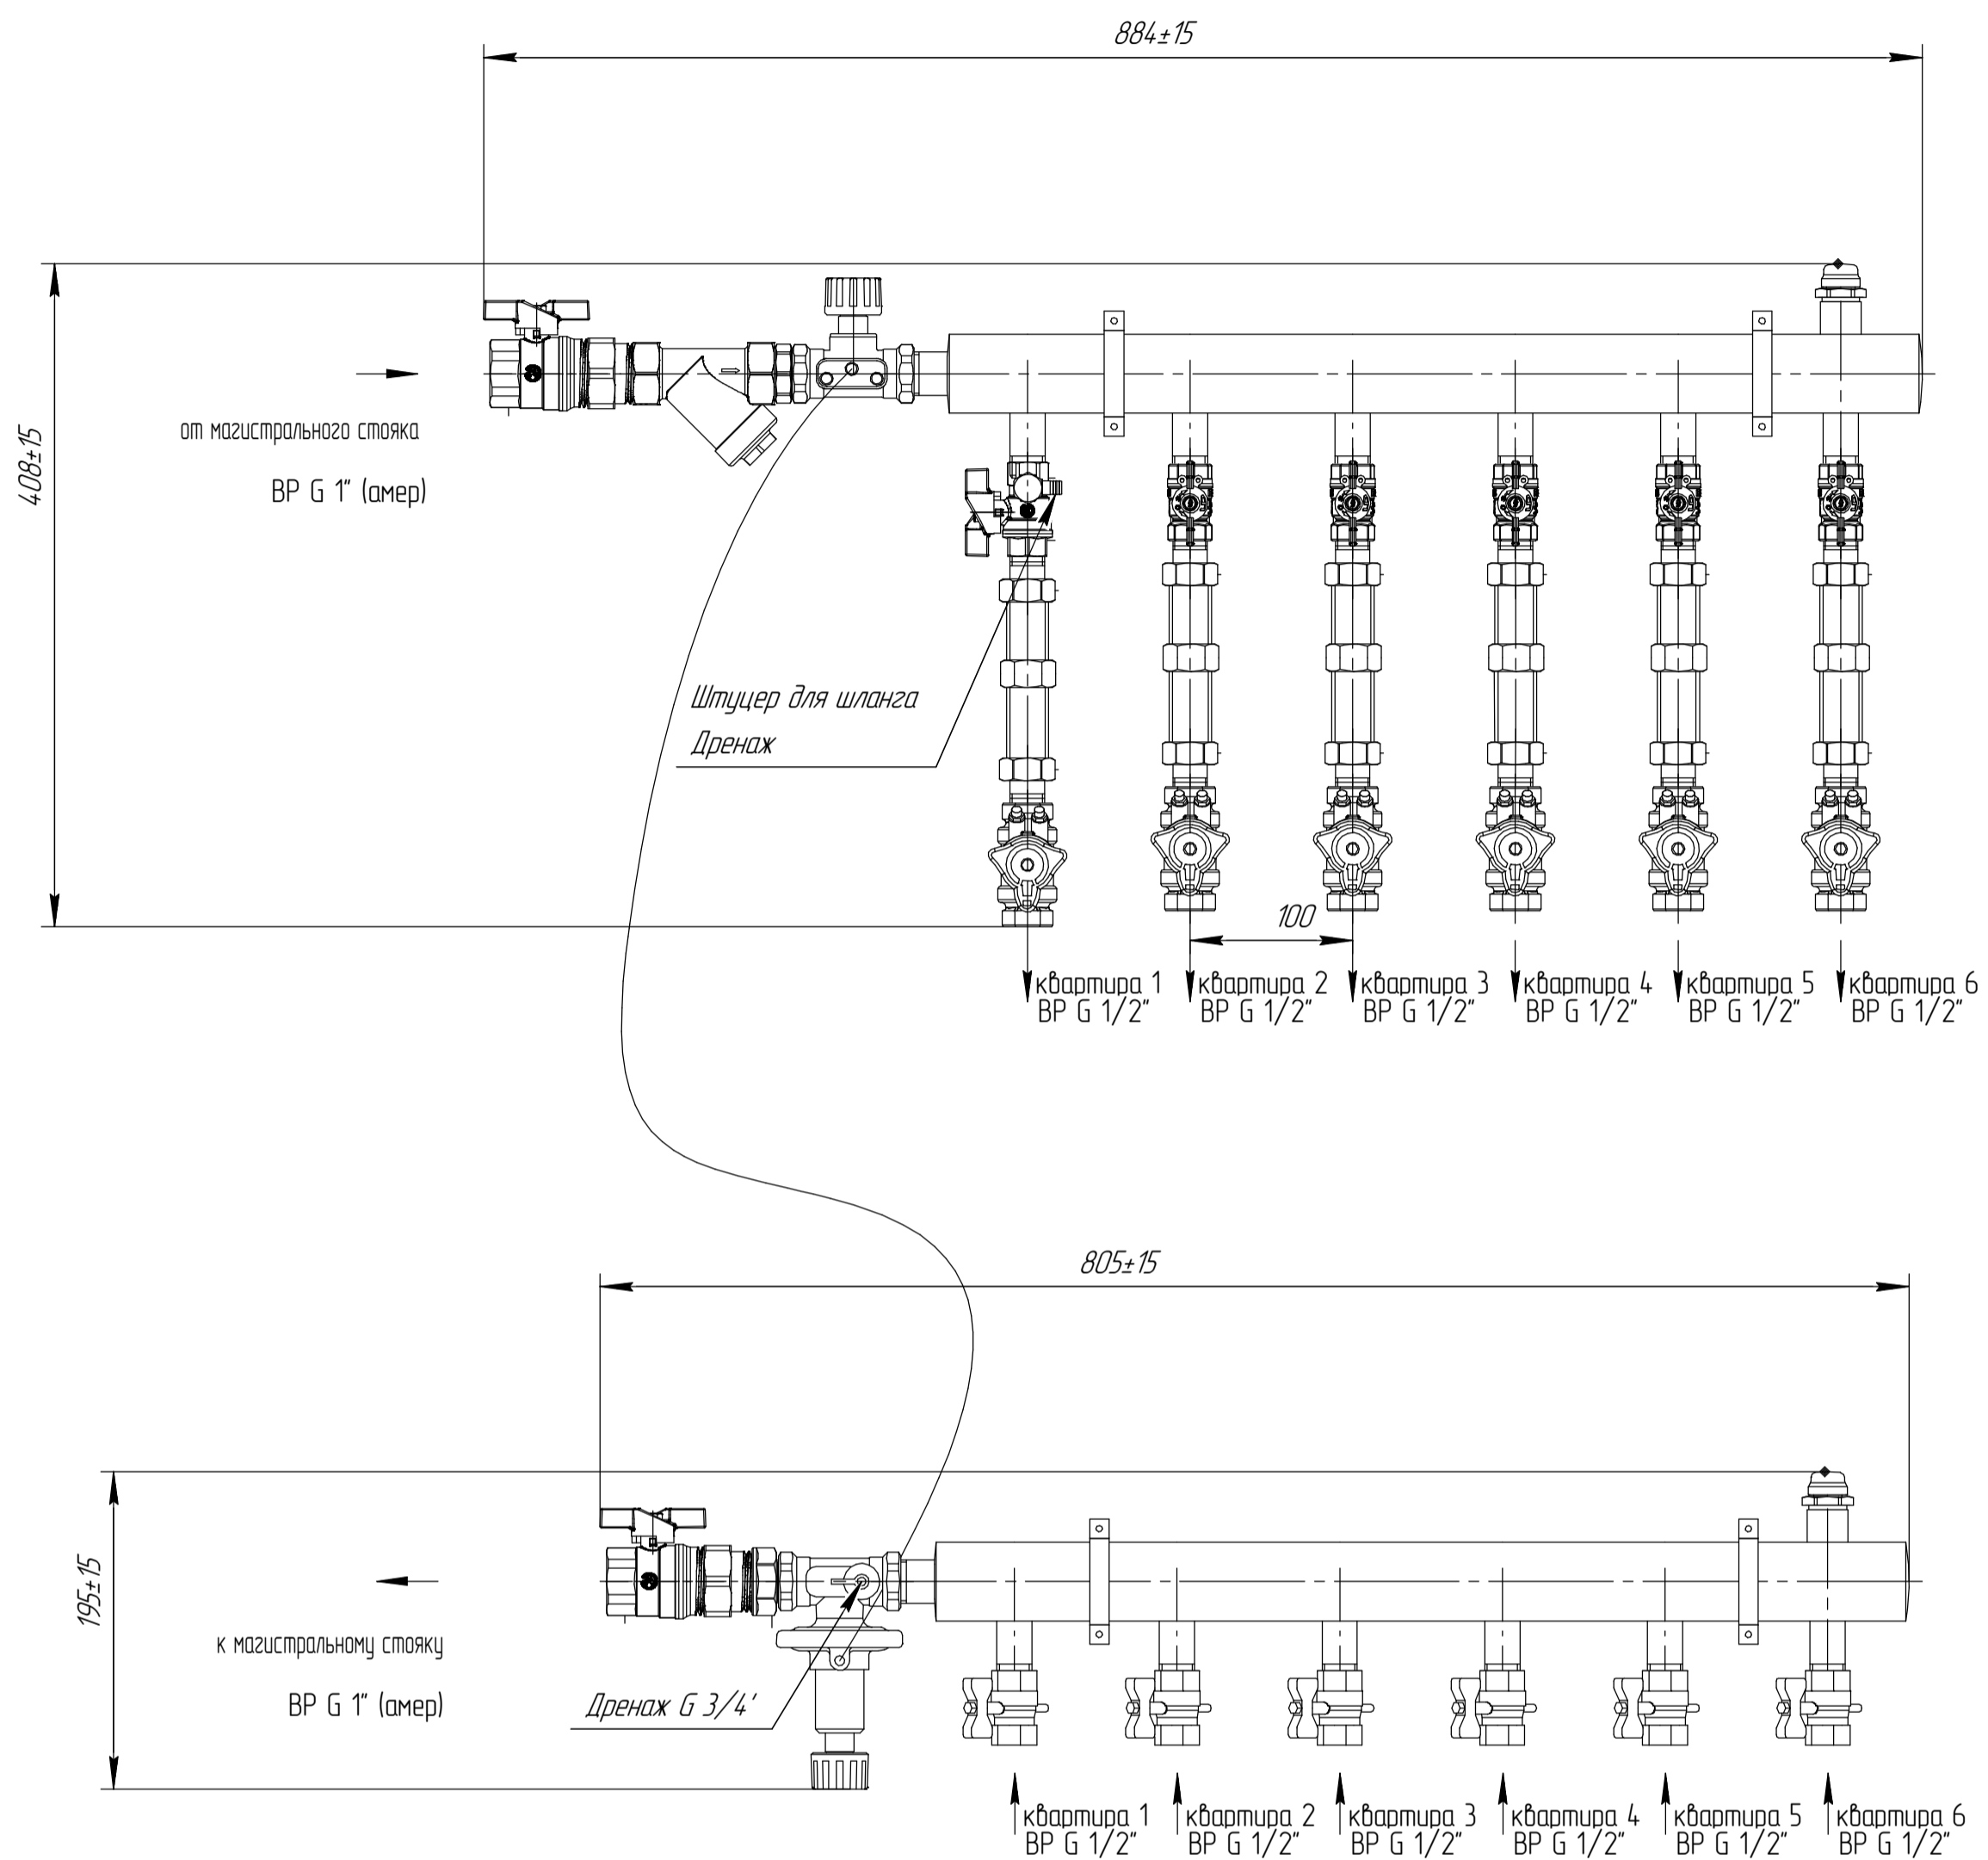 884±15
408±15
от магистрального стояка
ВР G 1" (амер)
Штуцер для шланга
Дренаж
100
квартира 1
ВР G 1/2"
квартира 2
ВР G 1/2"
квартира 3
ВР G 1/2"
квартира 4
ВР G 1/2"
квартира 5
ВР G 1/2"
квартира 6
ВР G 1/2"
805±15
195±15
к магистральному стояку
ВР G 1" (амер)
Дренаж G 3/4'
квартира 1
ВР G 1/2"
квартира 2
ВР G 1/2"
квартира 3
ВР G 1/2"
квартира 4
ВР G 1/2"
квартира 5
ВР G 1/2"
квартира 6
ВР G 1/2"